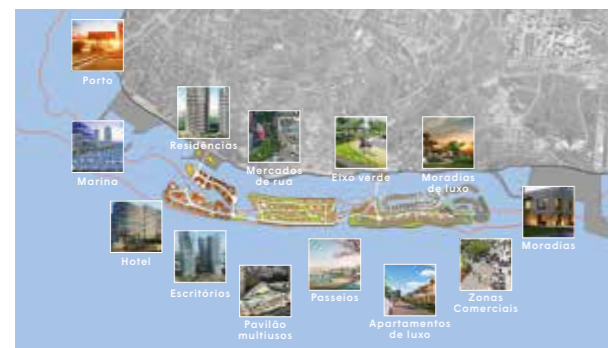 Porto
Residências
Mercados
de rua
Eixo verde
Moradias
de luxo
Marina
Moradias
Hotel
Escritórios
Pavilão
multiusos
Passeios
Apartamentos
de luxo
Zonas
Comerciais